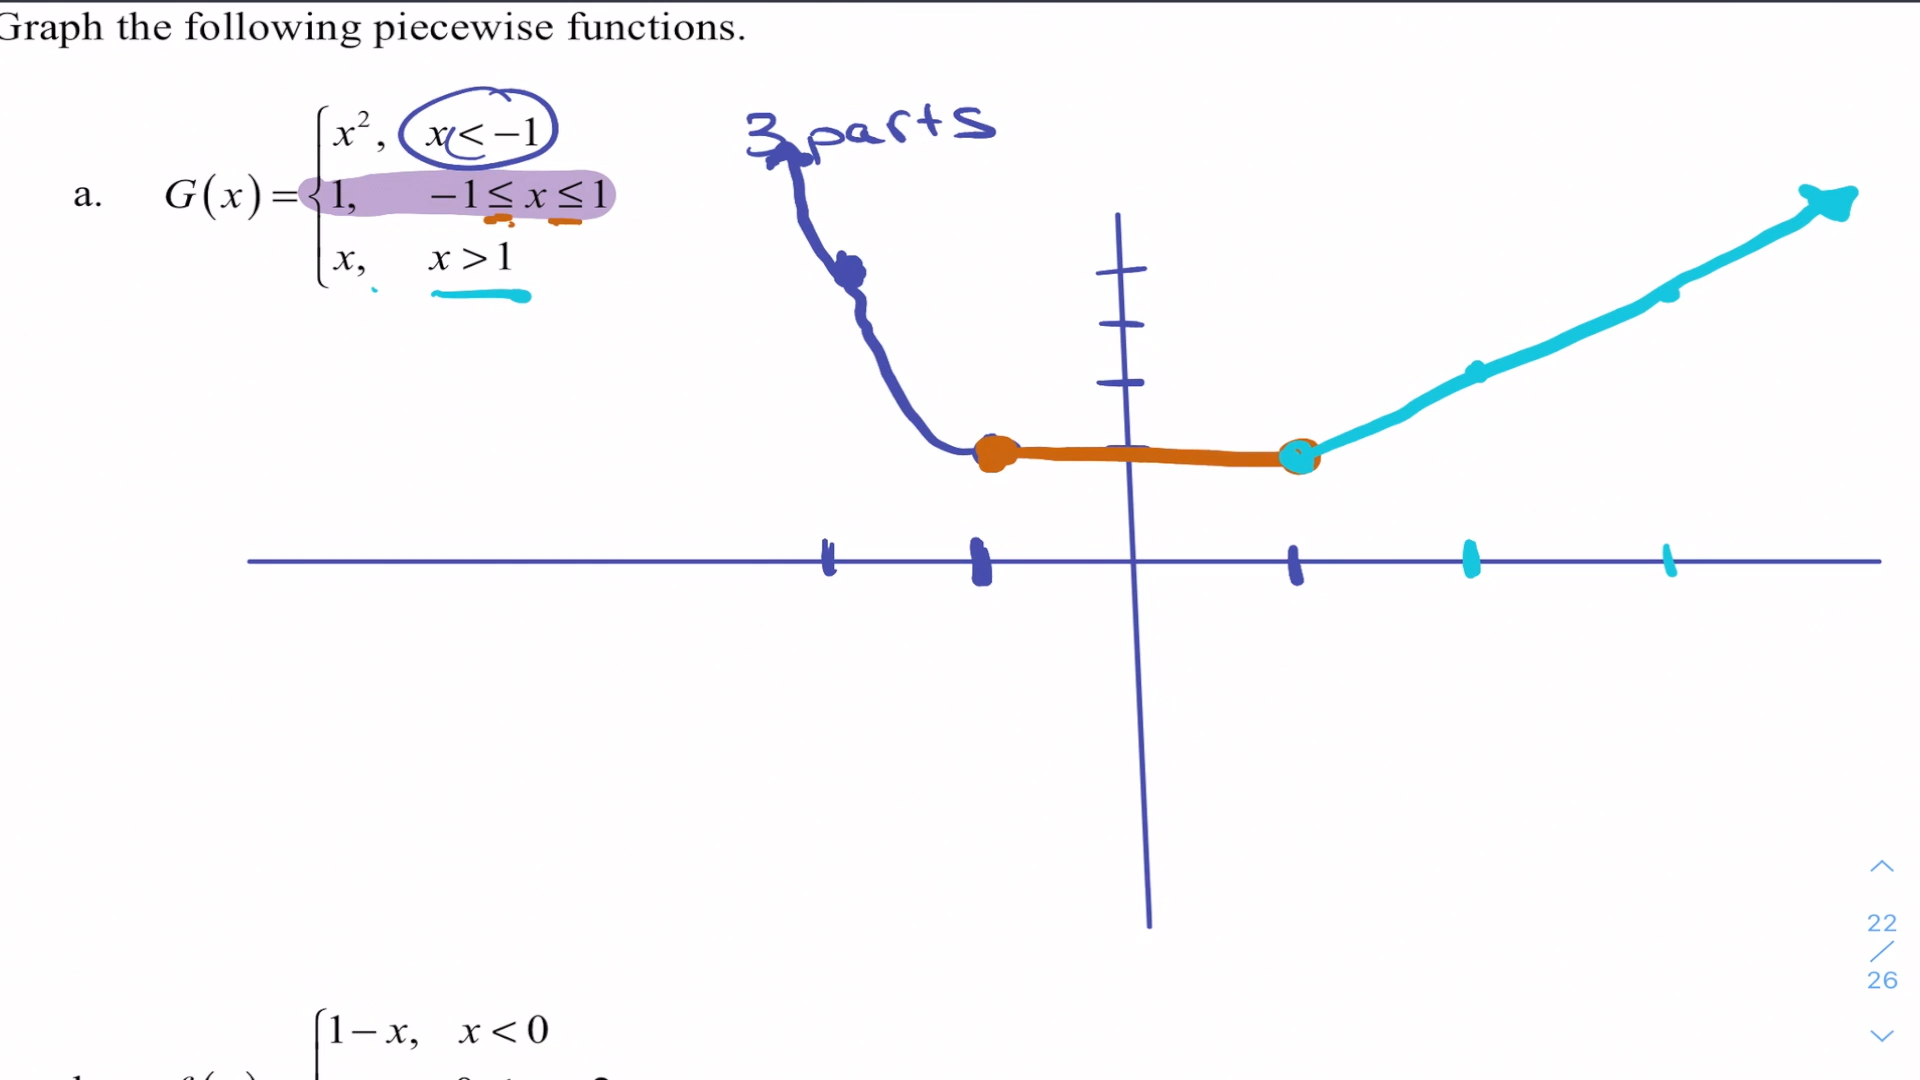 Graph the following piecewise functions.
3 parts
x², x < −1
a. G(x) = { 1, −1 ≤ x ≤ 1
x, x > 1
22
/
26
1 − x, x < 0